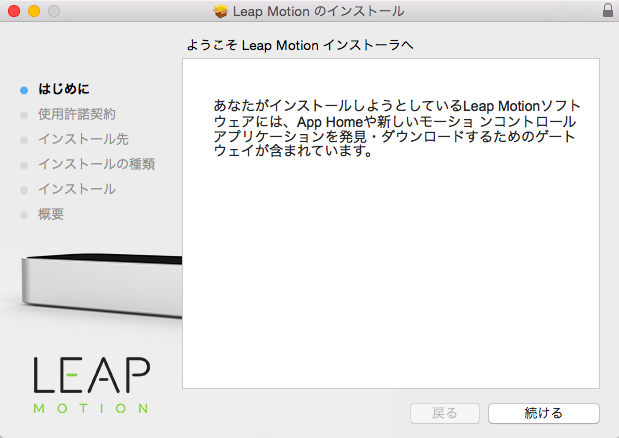 Leap Motion のインストール
ようこそ Leap Motion インストーラへ
はじめに
使用許諾契約
インストール先
インストールの種類
インストール
概要
あなたがインストールしようとしているLeap Motionソフト
ウェアには、App Homeや新しいモーショ ンコントロール
アプリケーションを発見・ダウンロードするためのゲート
ウェイが含まれています。
LEAP
MOTION
戻る
続ける